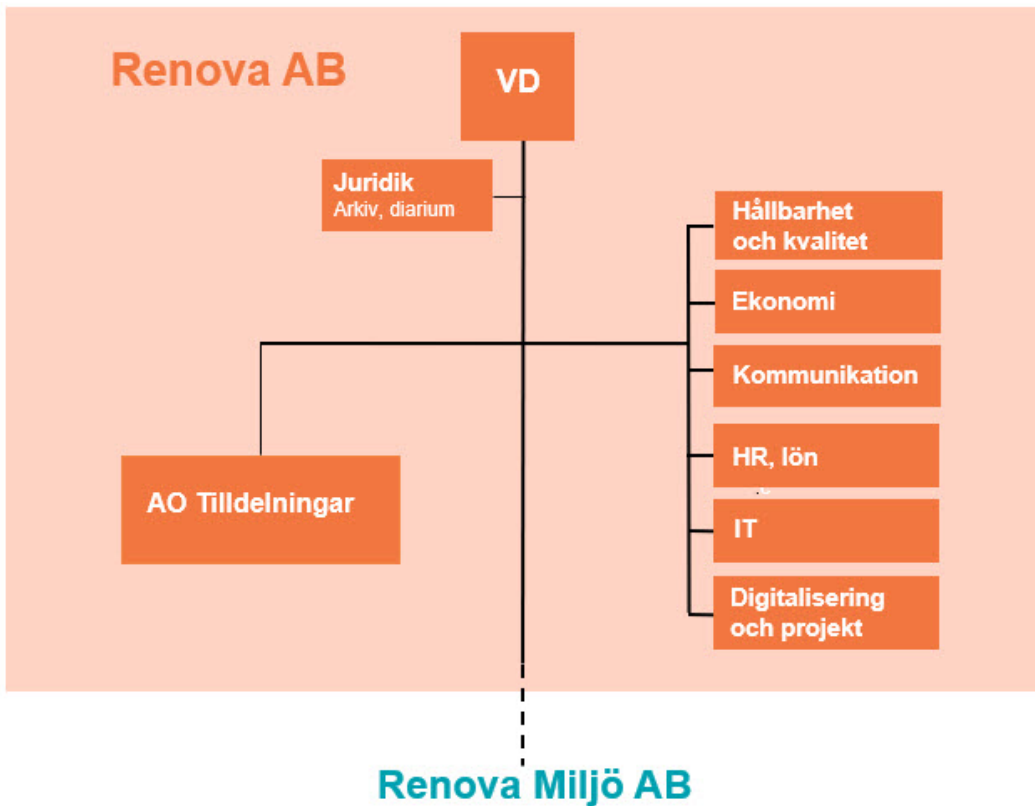 Renova AB
VD
Juridik
Arkiv, diarium
Hållbarhet
och kvalitet
Ekonomi
Kommunikation
HR, lön
IT
Digitalisering
och projekt
AO Tilldelningar
Renova Miljö AB